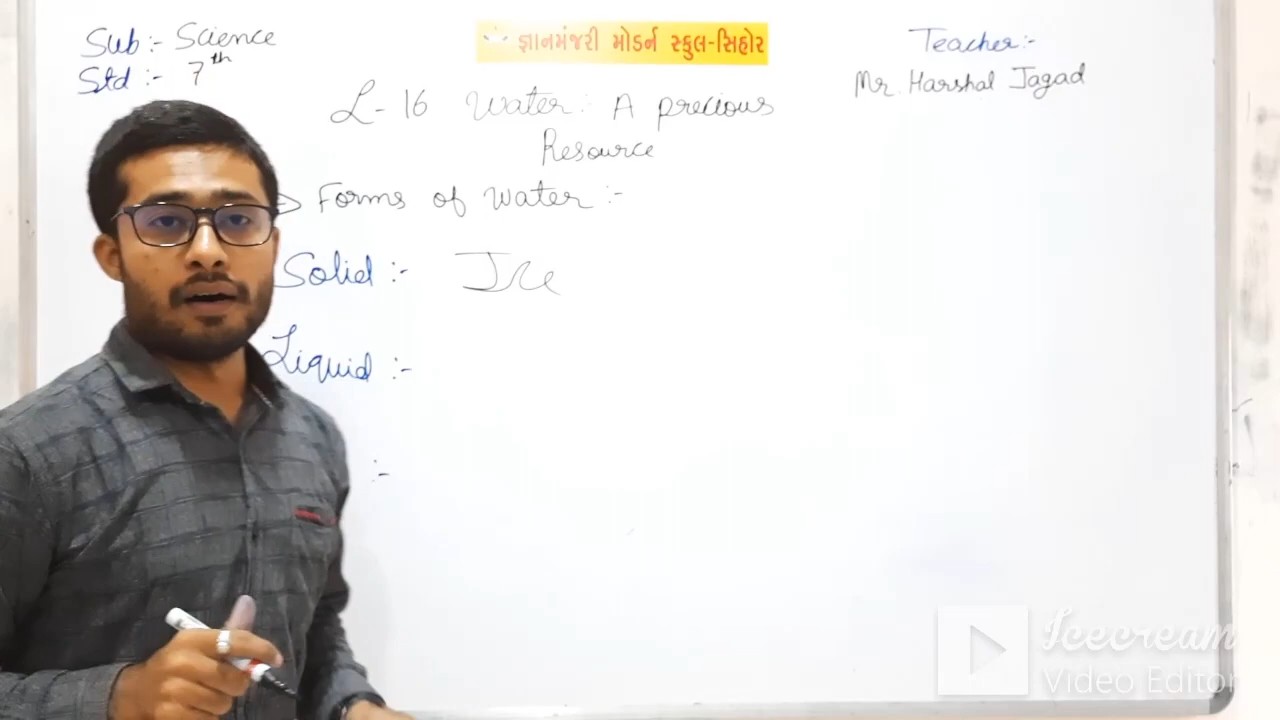 Sub :- Science
Std :- 7th
જ્ઞાનમંજરી મોડર્ન સ્કુલ-સિહોર
Teacher:-
Mr. Harshal Jagad
L-16 Water: A precious
Resource
Forms of water :-
Solid :- Ice
Liquid :-
:-
Icecream
Video Editor